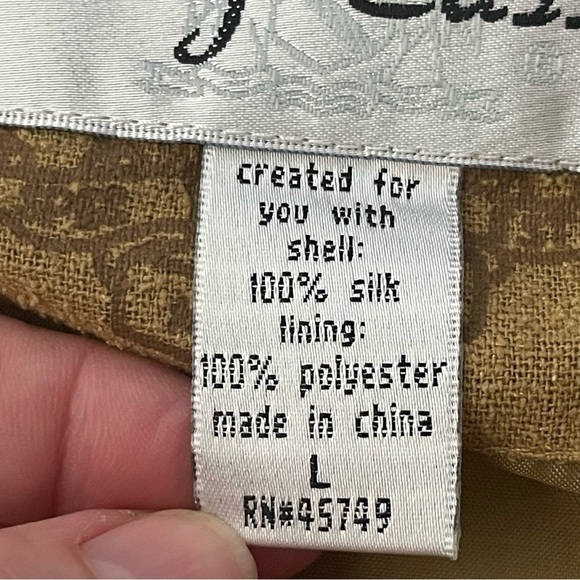 created for
you with
shell:
100% silk
lining:
100% polyester
made in china
L
RN#45749